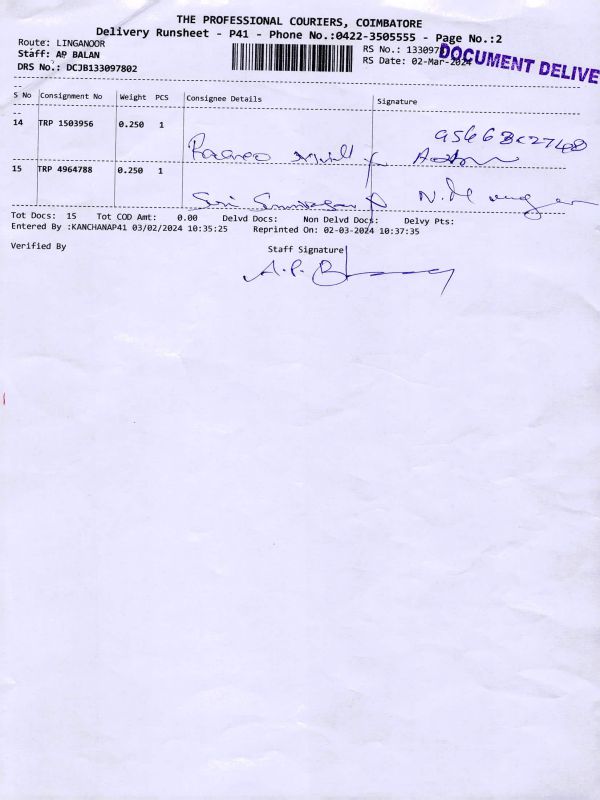 THE PROFESSIONAL COURIERS, COIMBATORE
Delivery Runsheet - P41 - Phone No.:0422-3505555 - Page No.:2
Route: LINGANOOR
Staff: AP BALAN
DRS No.: DCJB133097802
RS No.: 133097
RS Date: 02-Mar-2024
DOCUMENT DELIVE
S No Consignment No Weight PCS Consignee Details Signature
14 TRP 1503956 0.250 1
15 TRP 4964788 0.250 1
Tot Docs: 15 Tot COD Amt: 0.00 Delvd Docs: Non Delvd Docs: Delvy Pts:
Entered By :KANCHANAP41 03/02/2024 10:35:25 Reprinted On: 02-03-2024 10:37:35
Verified By Staff Signature
A.P. B